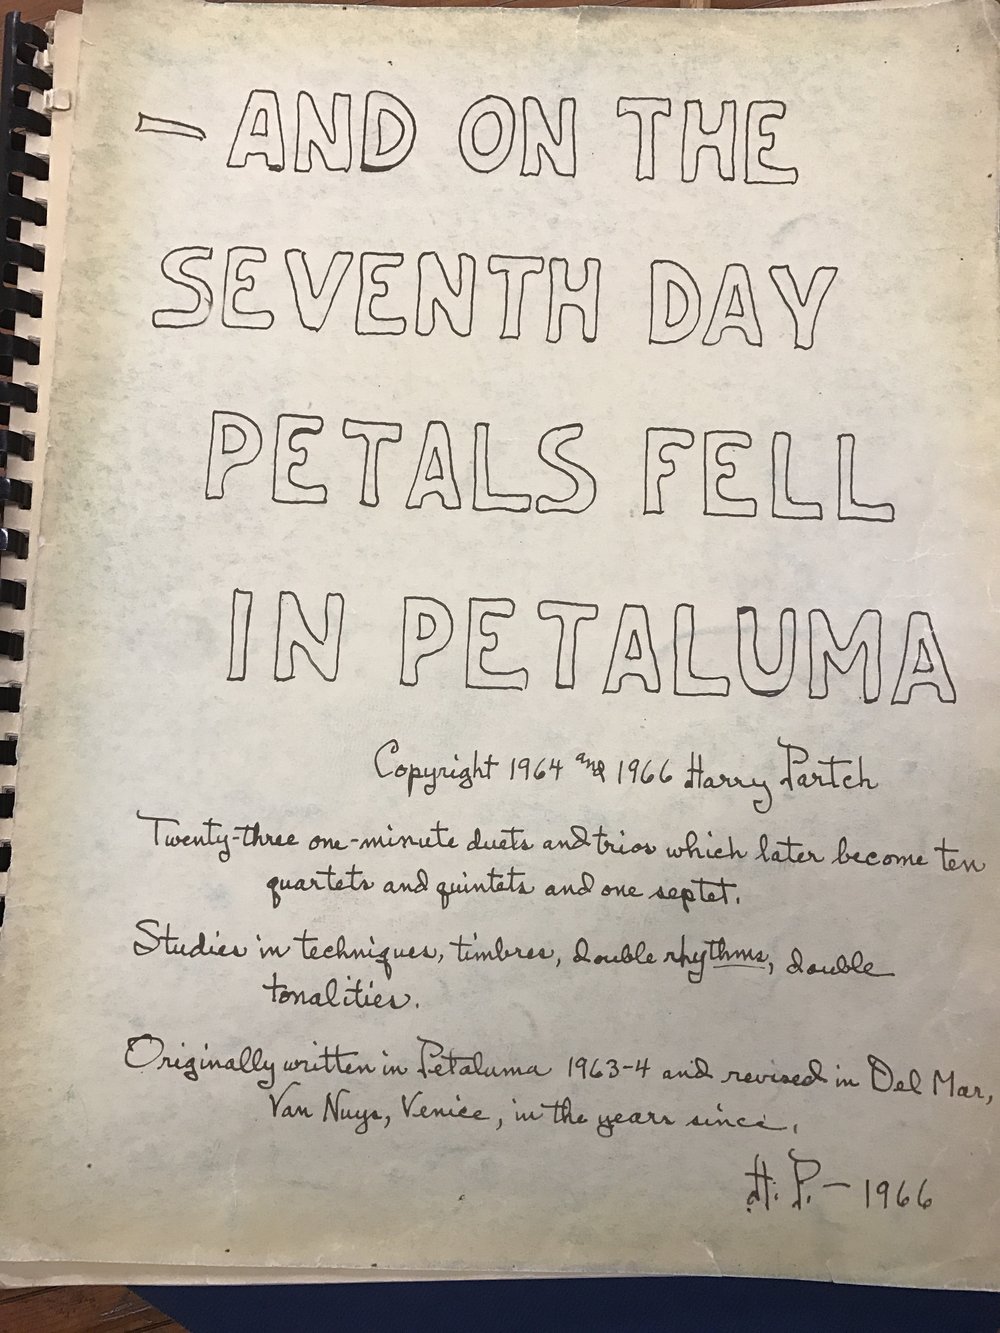 — AND ON THE
SEVENTH DAY
PETALS FELL
IN PETALUMA
Copyright 1964 and 1966 Harry Partch
Twenty-three one-minute duets and trios which later become ten
quartets and quintets and one septet.
Studies in techniques, timbres, double rhythms, double
tonalities.
Originally written in Petaluma 1963-4 and revised in Del Mar,
Van Nuys, Venice, in the years since.
H. P. — 1966